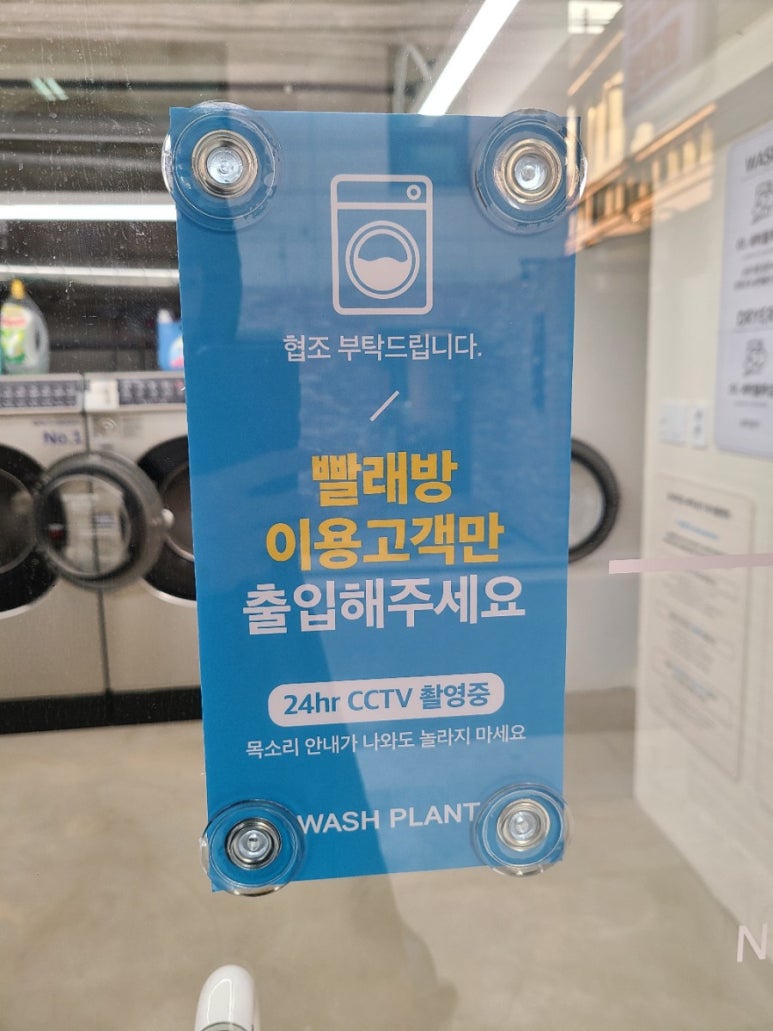 협조 부탁드립니다.
빨래방
이용고객만
출입해주세요
24hr CCTV 촬영중
목소리 안내가 나와도 놀라지 마세요
WASH PLANT
No.1
WAS
DRYER
N